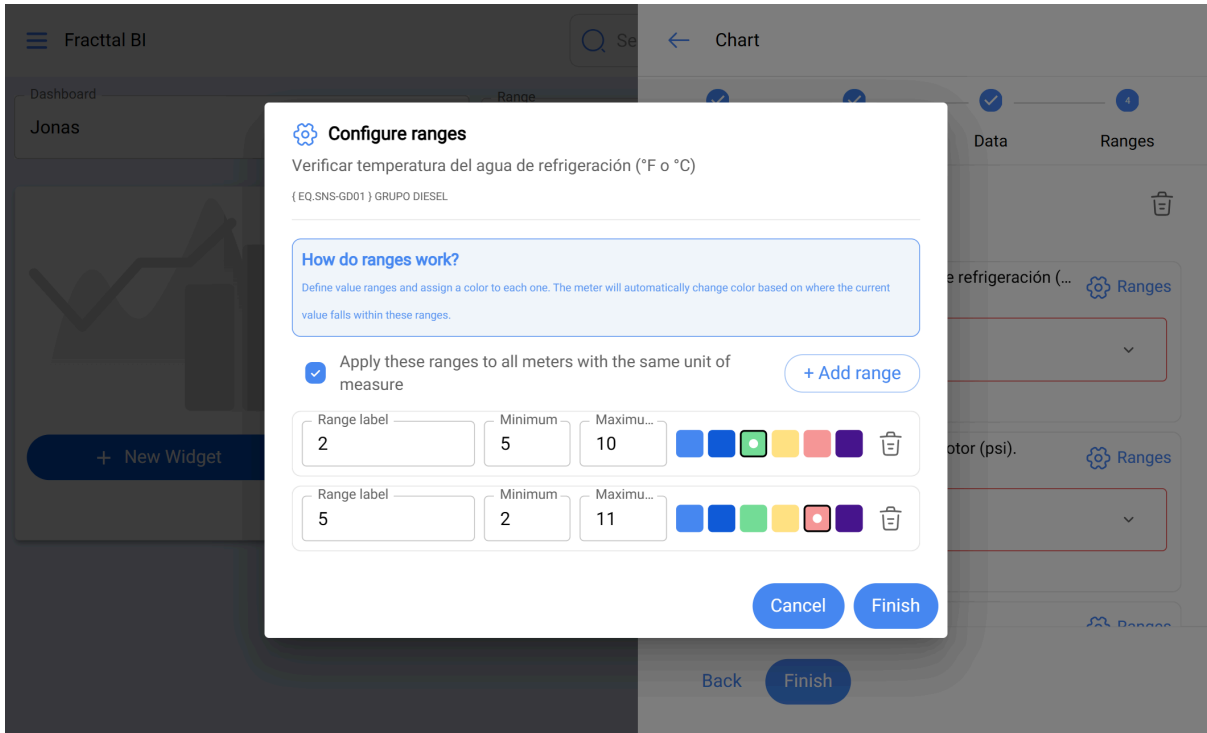 Fracttal BI
Se
Chart
Dashboard
Jonas
Range
Data
4
Ranges
Configure ranges
Verificar temperatura del agua de refrigeración (°F o °C)
{ EQ.SNS-GD01 } GRUPO DIESEL
How do ranges work?
Define value ranges and assign a color to each one. The meter will automatically change color based on where the current
value falls within these ranges.
Apply these ranges to all meters with the same unit of
measure
+ Add range
Range label
2
Minimum
5
Maximu...
10
Range label
5
Minimum
2
Maximu...
11
Cancel
Finish
+ New Widget
e refrigeración (...
Ranges
otor (psi).
Ranges
Ranges
Back
Finish